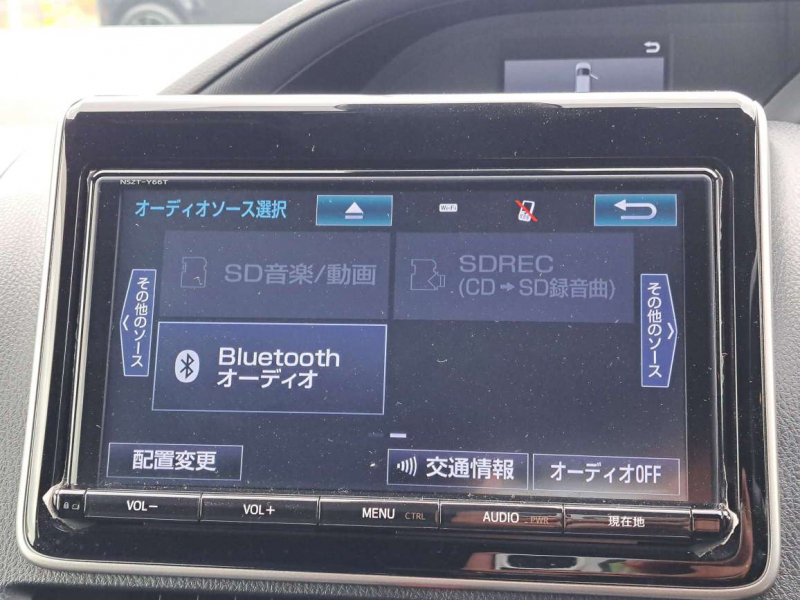 NSZT-Y66T
オーディオソース選択
Wi-Fi
SD音楽/動画
SDREC
(CD➡SD録音曲)
その他のソース
その他のソース
Bluetooth
オーディオ
配置変更
交通情報
オーディオOFF
VOL−
VOL+
MENU CTRL
AUDIO PWR
現在地